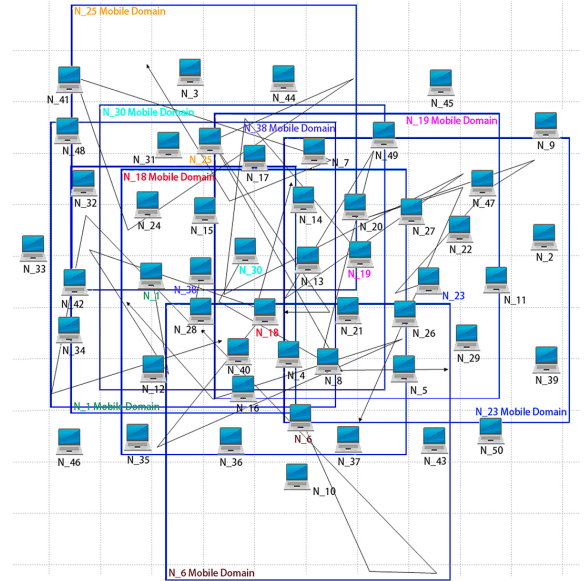 N_25 Mobile Domain
N_3
N_44
N_41
N_45
N_30 Mobile Domain
N_19 Mobile Domain
N_38 Mobile Domain
N_48
N_9
N_31
N_25
N_7
N_49
N_17
N_18 Mobile Domain
N_32
N_47
N_24
N_15
N_14
N_20
N_27
N_22
N_2
N_33
N_30
N_19
N_13
N_1
N_38
N_42
N_23
N_11
N_28
N_18
N_21
N_26
N_34
N_29
N_40
N_4
N_8
N_39
N_12
N_5
N_16
N_1 Mobile Domain
N_23 Mobile Domain
N_6
N_50
N_46
N_35
N_36
N_37
N_43
N_10
N_6 Mobile Domain